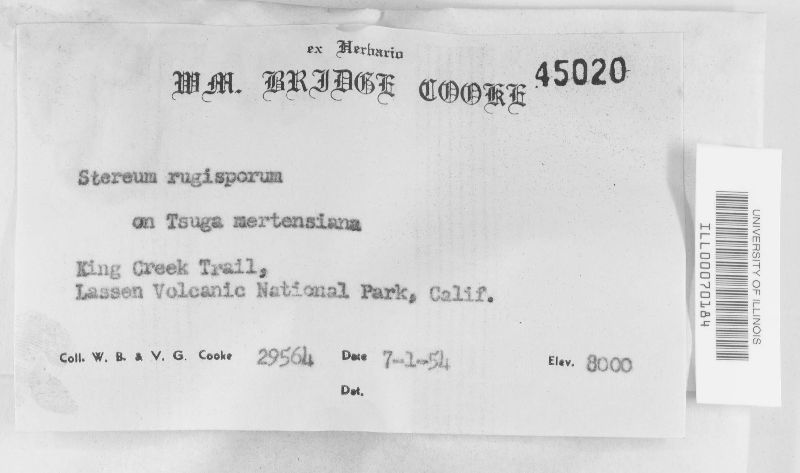 ex Herbario
WM. BRIDGE COOKE
45020
Stereum rugisporum
on Tsuga mertensiana
King Creek Trail,
Lassen Volcanic National Park, Calif.
Coll. W. B. & V. G. Cooke 29564 Date 7-1-54 Elev. 8000
Det.
UNIVERSITY OF ILLINOIS
ILL00070184